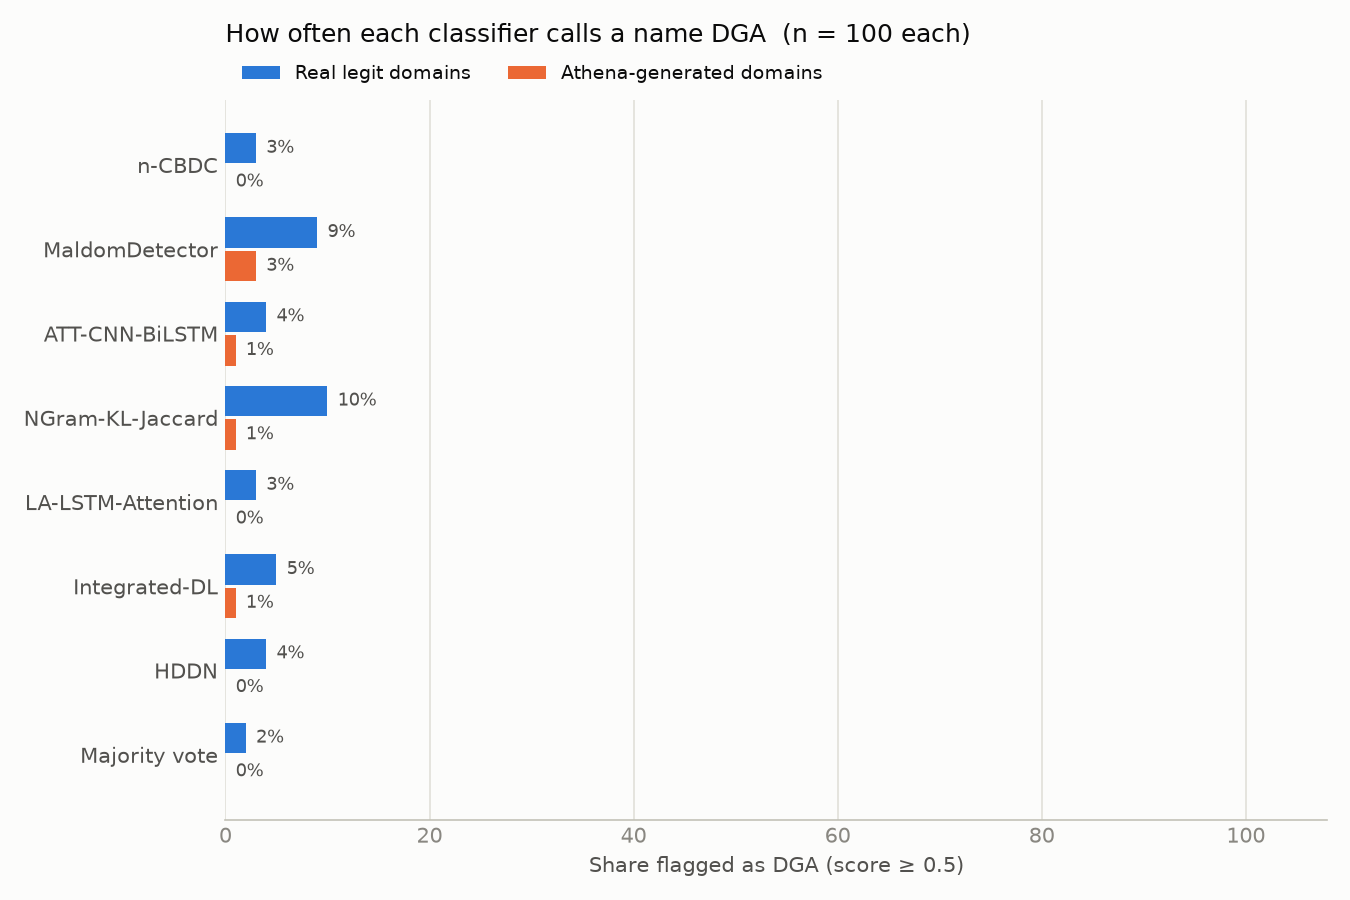 How often each classifier calls a name DGA  (n = 100 each)
Real legit domains
Athena-generated domains
n-CBDC
3%
0%
MaldomDetector
9%
3%
ATT-CNN-BiLSTM
4%
1%
NGram-KL-Jaccard
10%
1%
LA-LSTM-Attention
3%
0%
Integrated-DL
5%
1%
HDDN
4%
0%
Majority vote
2%
0%
0 20 40 60 80 100
Share flagged as DGA (score ≥ 0.5)